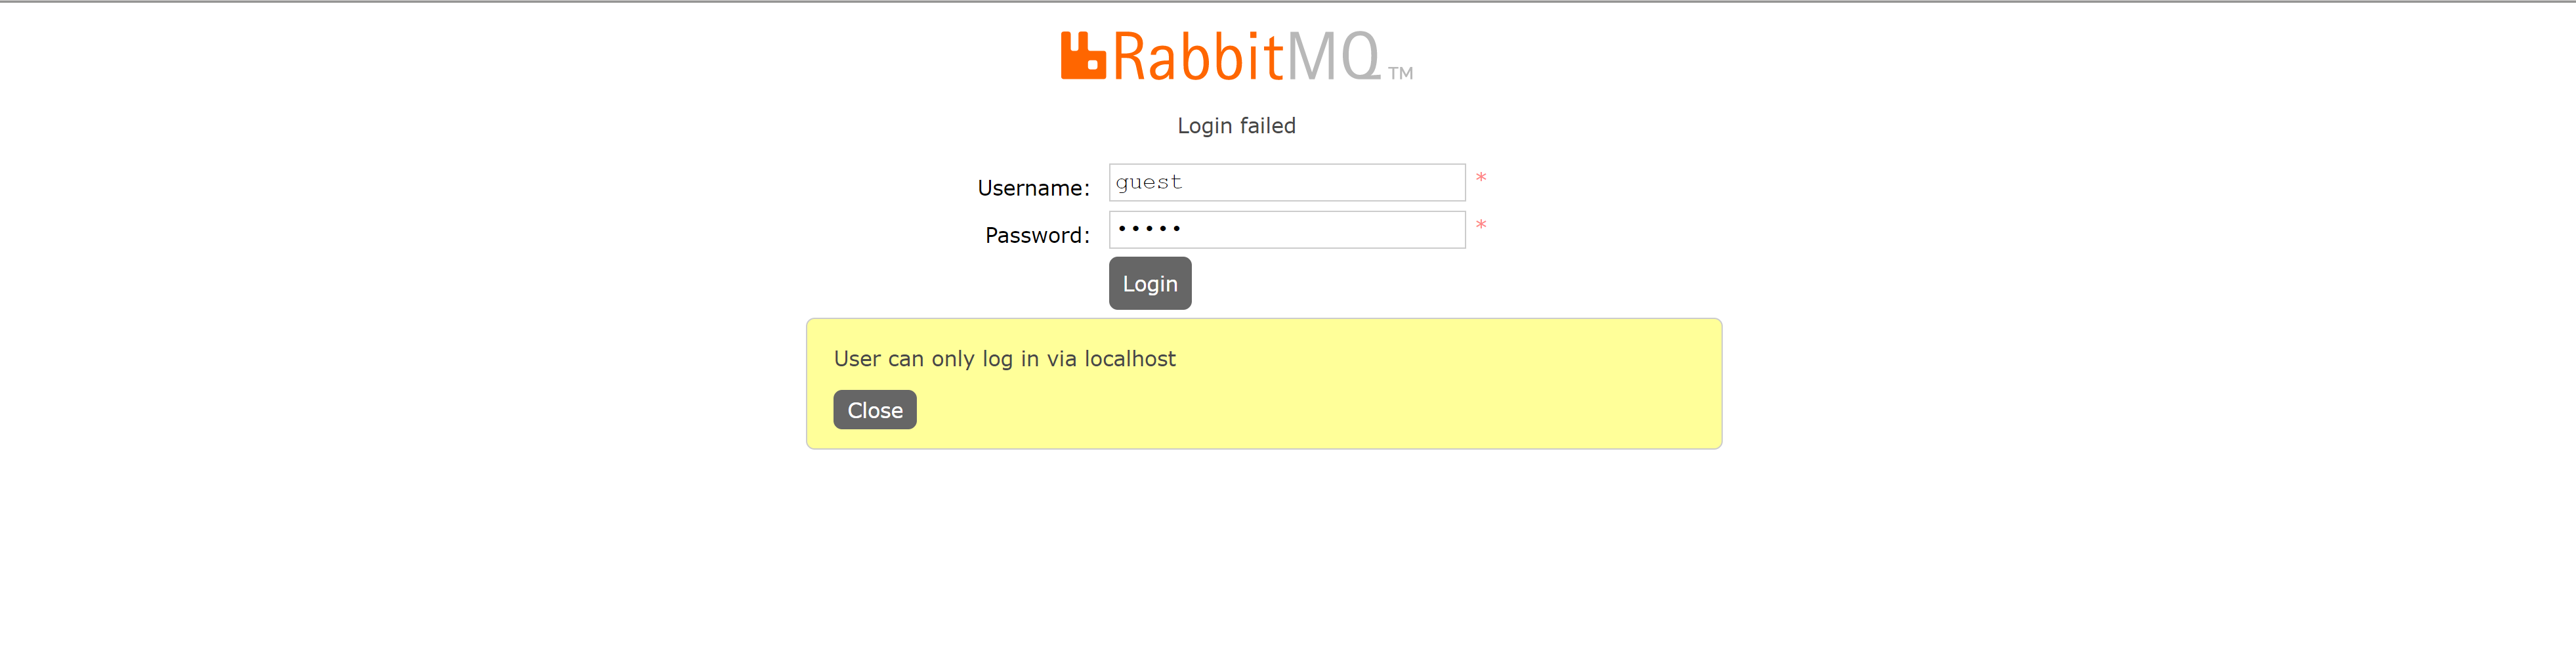 RabbitMQ TM
Login failed
Username: guest *
Password: ••••• *
Login
User can only log in via localhost
Close